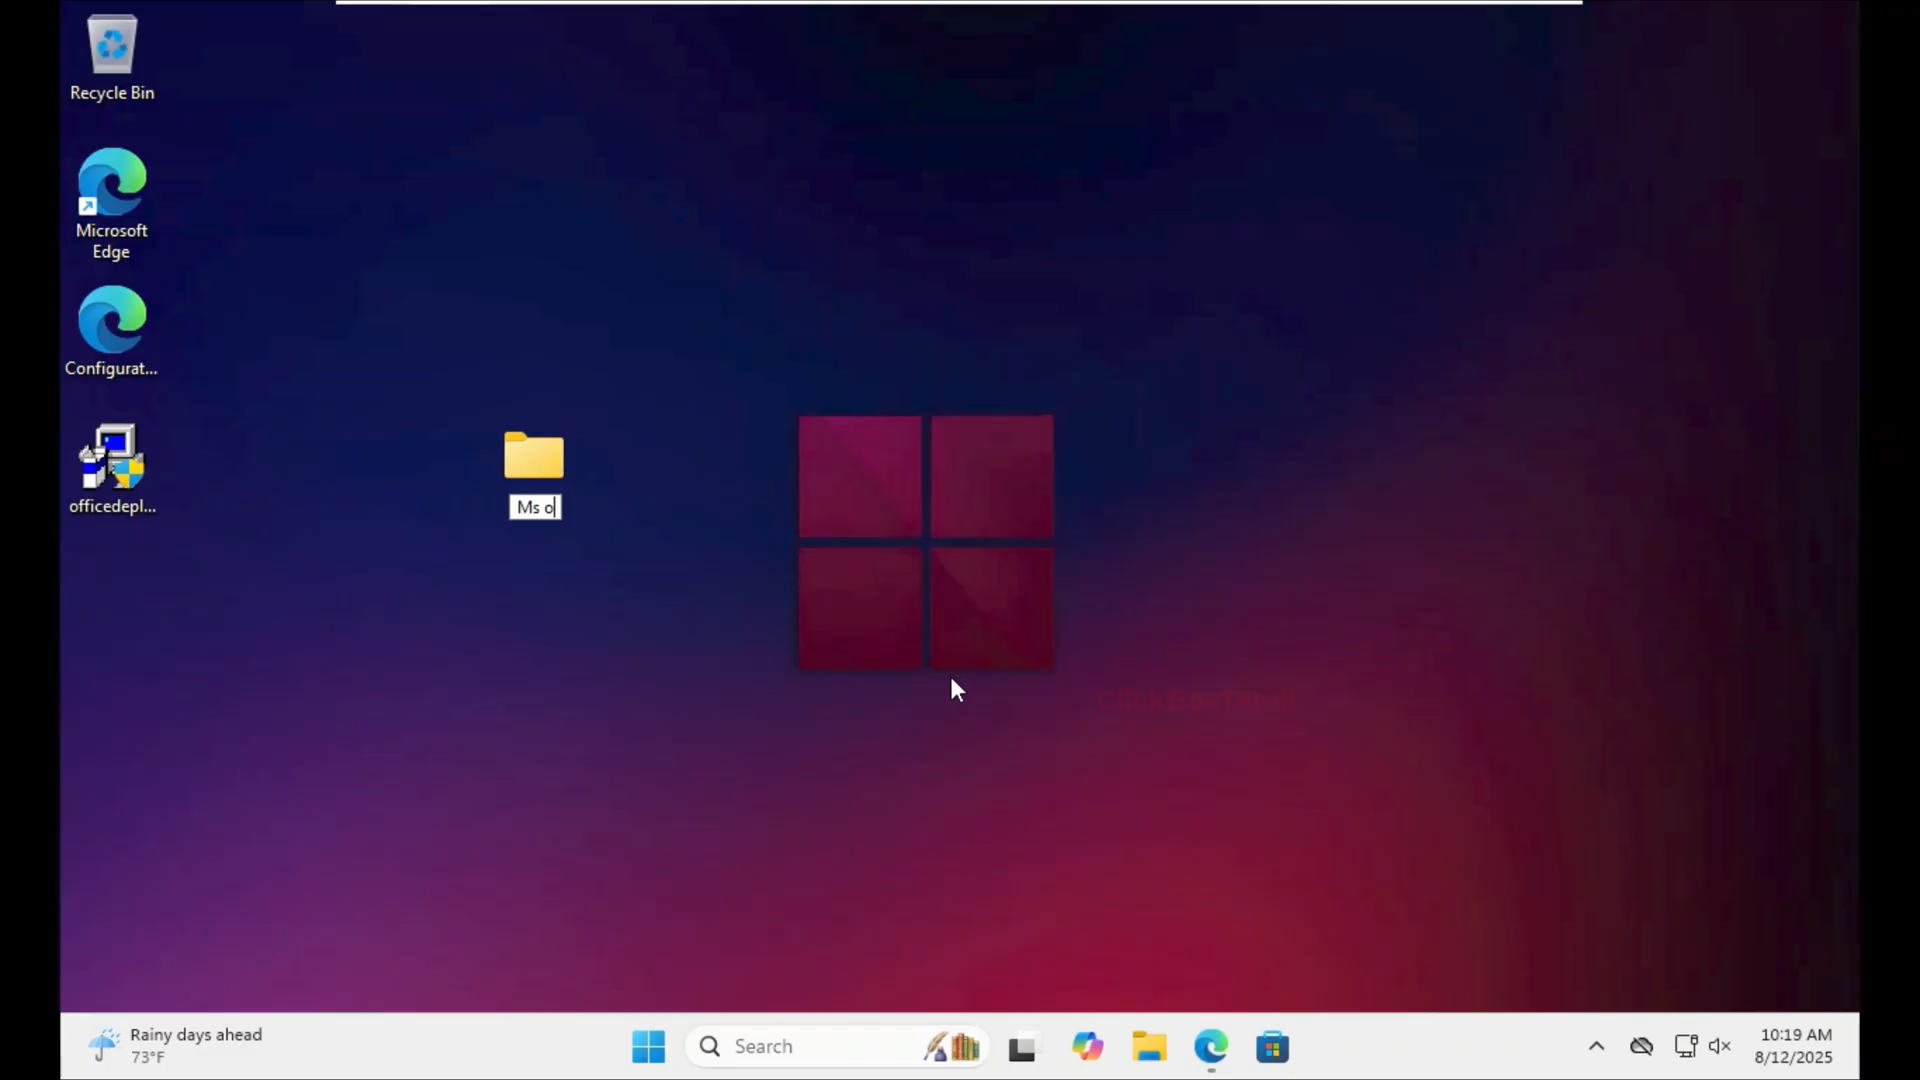 Recycle Bin
Microsoft
Edge
Configurat...
officedepl...
Ms o
Rainy days ahead
73°F
Search
10:19 AM
8/12/2025